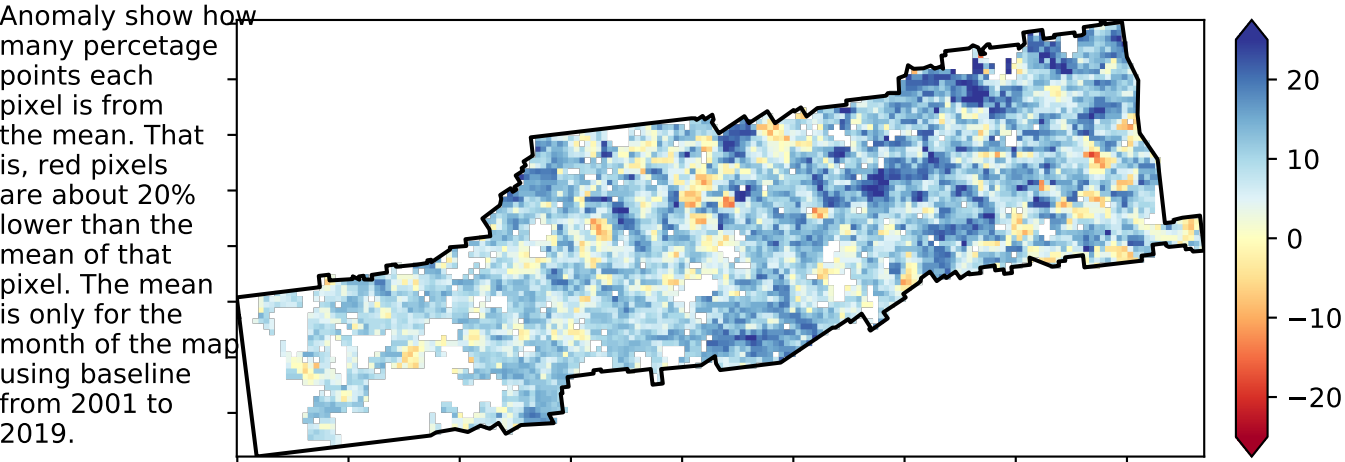 Anomaly show how
many percetage
points each
pixel is from
the mean. That
is, red pixels
are about 20%
lower than the
mean of that
pixel. The mean
is only for the
month of the map
using baseline
from 2001 to
2019.
20
10
0
−10
−20